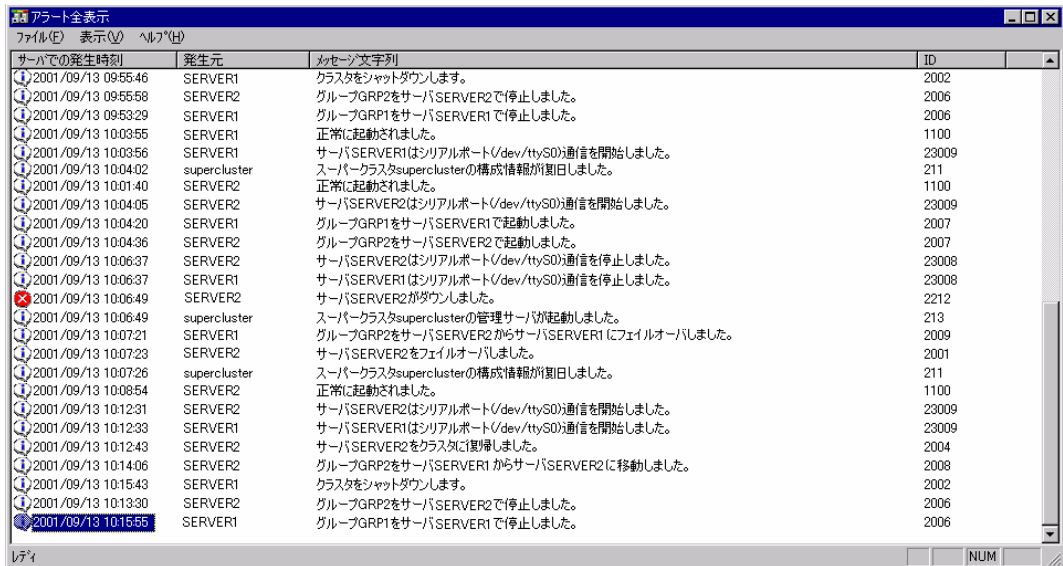 アラート全表示
ファイル(F) 表示(V) ヘルプ(H)
サーバでの発生時刻 発生元 メッセージ文字列 ID
2001/09/13 09:55:46 SERVER1 クラスタをシャットダウンします。 2002
2001/09/13 09:55:58 SERVER2 グループGRP2をサーバSERVER2で停止しました。 2006
2001/09/13 09:53:29 SERVER1 グループGRP1をサーバSERVER1で停止しました。 2006
2001/09/13 10:03:55 SERVER1 正常に起動されました。 1100
2001/09/13 10:03:56 SERVER1 サーバSERVER1はシリアルポート(/dev/ttyS0)通信を開始しました。 23009
2001/09/13 10:04:02 supercluster スーパークラスタsuperclusterの構成情報が復旧しました。 211
2001/09/13 10:01:40 SERVER2 正常に起動されました。 1100
2001/09/13 10:04:05 SERVER2 サーバSERVER2はシリアルポート(/dev/ttyS0)通信を開始しました。 23009
2001/09/13 10:04:20 SERVER1 グループGRP1をサーバSERVER1で起動しました。 2007
2001/09/13 10:04:36 SERVER2 グループGRP2をサーバSERVER2で起動しました。 2007
2001/09/13 10:06:37 SERVER2 サーバSERVER2はシリアルポート(/dev/ttyS0)通信を停止しました。 23008
2001/09/13 10:06:37 SERVER1 サーバSERVER1はシリアルポート(/dev/ttyS0)通信を停止しました。 23008
2001/09/13 10:06:49 SERVER2 サーバSERVER2がダウンしました。 2212
2001/09/13 10:06:49 supercluster スーパークラスタsuperclusterの管理サーバが起動しました。 213
2001/09/13 10:07:21 SERVER1 グループGRP2をサーバSERVER2からサーバSERVER1にフェイルオーバしました。 2009
2001/09/13 10:07:23 SERVER2 サーバSERVER2をフェイルオーバしました。 2001
2001/09/13 10:07:26 supercluster スーパークラスタsuperclusterの構成情報が復旧しました。 211
2001/09/13 10:08:54 SERVER2 正常に起動されました。 1100
2001/09/13 10:12:31 SERVER2 サーバSERVER2はシリアルポート(/dev/ttyS0)通信を開始しました。 23009
2001/09/13 10:12:33 SERVER1 サーバSERVER1はシリアルポート(/dev/ttyS0)通信を開始しました。 23009
2001/09/13 10:12:43 SERVER2 サーバSERVER2をクラスタに復帰しました。 2004
2001/09/13 10:14:06 SERVER2 グループGRP2をサーバSERVER1からサーバSERVER2に移動しました。 2008
2001/09/13 10:15:43 SERVER1 クラスタをシャットダウンします。 2002
2001/09/13 10:13:30 SERVER2 グループGRP2をサーバSERVER2で停止しました。 2006
2001/09/13 10:15:55 SERVER1 グループGRP1をサーバSERVER1で停止しました。 2006
レディ NUM